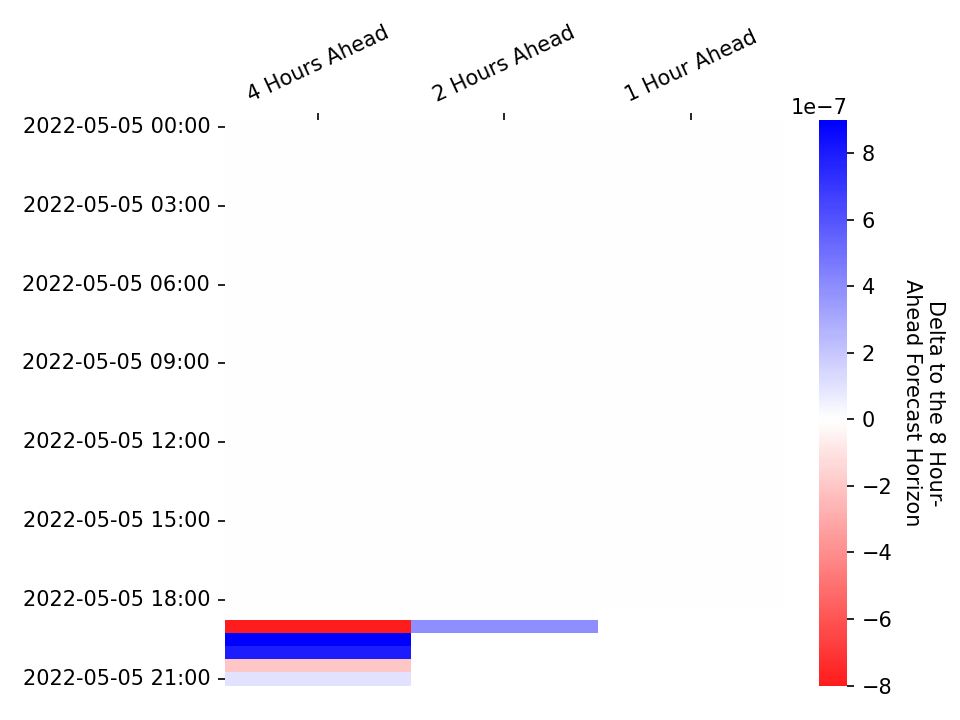 4 Hours Ahead
2 Hours Ahead
1 Hour Ahead
2022-05-05 00:00
2022-05-05 03:00
2022-05-05 06:00
2022-05-05 09:00
2022-05-05 12:00
2022-05-05 15:00
2022-05-05 18:00
2022-05-05 21:00
1e−7
8
6
4
2
0
−2
−4
−6
−8
Delta to the 8 Hour-
Ahead Forecast Horizon